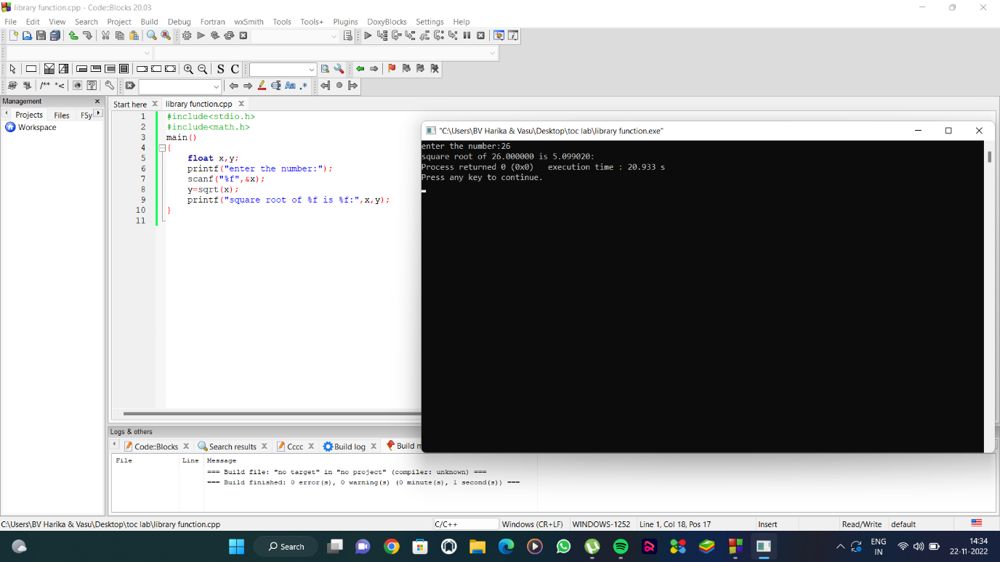 library function.cpp - Code::Blocks 20.03
File Edit View Search Project Build Debug Fortran wxSmith Tools Tools+ Plugins DoxyBlocks Settings Help
S C
/** *< Aa .*
Management
Projects Files FSy
Workspace
Start here library function.cpp
1 #include<stdio.h>
2 #include<math.h>
3 main()
4 {
5 float x,y;
6 printf("enter the number:");
7 scanf("%f",&x);
8 y=sqrt(x);
9 printf("square root of %f is %f:",x,y);
10 }
11
"C:\Users\BV Harika & Vasu\Desktop\toc lab\library function.exe"
enter the number:26
square root of 26.000000 is 5.099020:
Process returned 0 (0x0) execution time : 20.933 s
Press any key to continue.
Logs & others
Code::Blocks Search results Cccc Build log Build m
File Line Message
=== Build file: "no target" in "no project" (compiler: unknown) ===
=== Build finished: 0 error(s), 0 warning(s) (0 minute(s), 1 second(s)) ===
C:\Users\BV Harika & Vasu\Desktop\toc lab\library function.cpp C/C++ Windows (CR+LF) WINDOWS-1252 Line 1, Col 18, Pos 17 Insert Read/Write default
Search
ENG
IN
14:34
22-11-2022